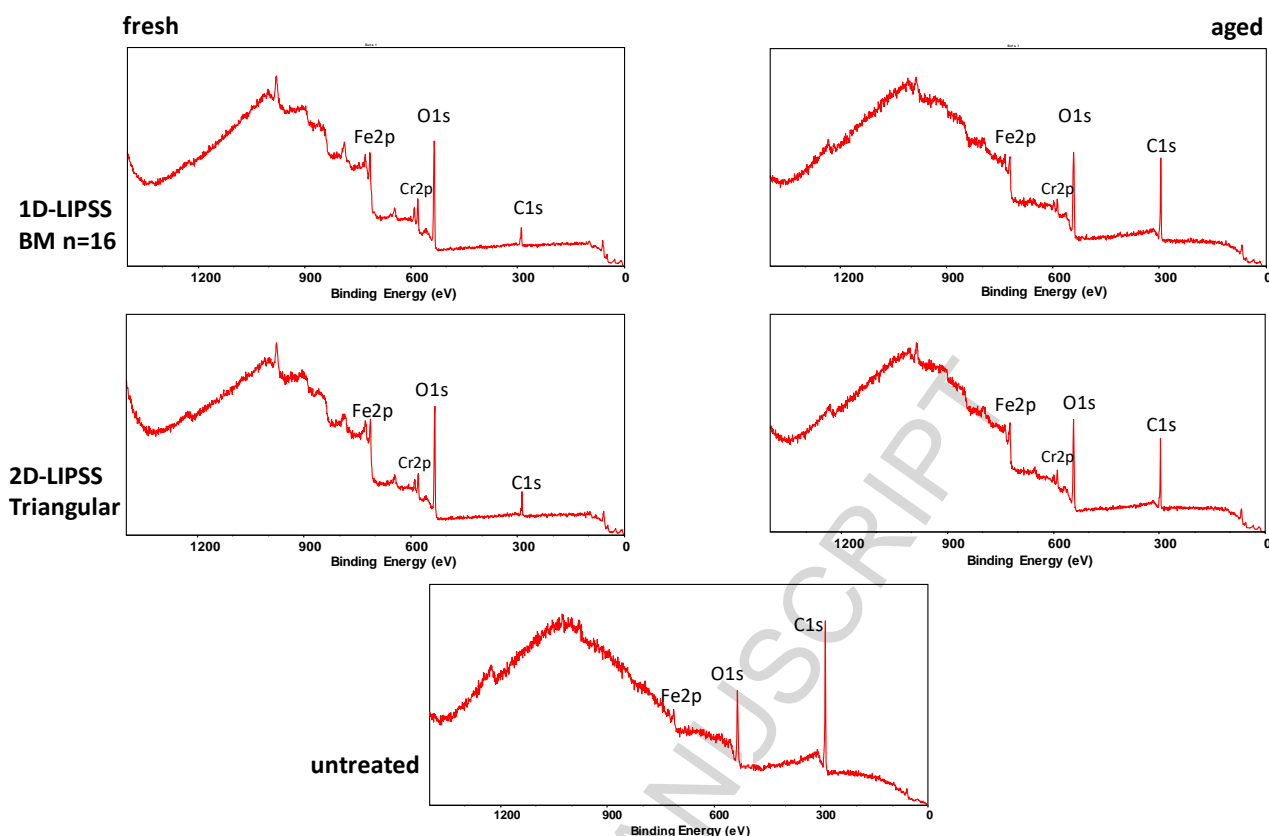 fresh
aged
1D-LIPSS
BM n=16
Fe2p
Cr2p
O1s
C1s
1200 900 600 300 0
Binding Energy (eV)
Fe2p
Cr2p
O1s
C1s
1200 900 600 300 0
Binding Energy (eV)
2D-LIPSS
Triangular
Fe2p
Cr2p
O1s
C1s
1200 900 600 300 0
Binding Energy (eV)
Fe2p
Cr2p
O1s
C1s
1200 900 600 300 0
Binding Energy (eV)
untreated
Fe2p
O1s
C1s
1200 900 600 300 0
Binding Energy (eV)
ANUSCRIPT